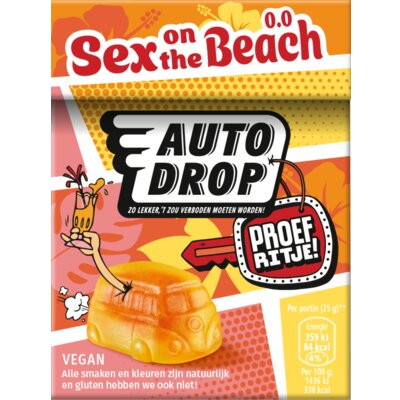 Sex on the Beach 0.0
AUTO
DROP
ZO LEKKER, 'T ZOU VERBODEN MOETEN WORDEN!
PROEF
RITJE!
VEGAN
Alle smaken en kleuren zijn natuurlijk
en gluten hebben we ook niet!
Per portie (25 g)**
Energie
359 kJ
84 kcal
4%*
Per 100 g:
1436 kJ
338 kcal